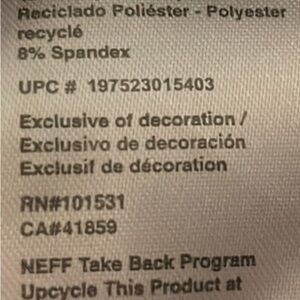 Reciclado Poliéster - Polyester
recyclé
8% Spandex
UPC # 197523015403
Exclusive of decoration /
Exclusivo de decoración
Exclusif de décoration
RN#101531
CA#41859
NEFF Take Back Program
Upcycle This Product at